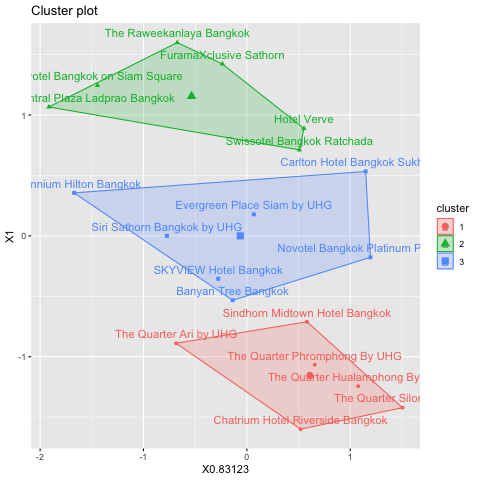 Cluster plot
The Raweekanlaya Bangkok
FuramaXclusive Sathorn
otel Bangkok on Siam Square
ntral Plaza Ladprao Bangkok
Hotel Verve
Swissotel Bangkok Ratchada
Carlton Hotel Bangkok Sukh
nnium Hilton Bangkok
Evergreen Place Siam by UHG
Siri Sathorn Bangkok by UHG
Novotel Bangkok Platinum P
SKYVIEW Hotel Bangkok
Banyan Tree Bangkok
Sindhorn Midtown Hotel Bangkok
The Quarter Ari by UHG
The Quarter Phromphong By UHG
The Quarter Hualamphong By
The Quarter Silom
Chatrium Hotel Riverside Bangkok
1
0
-1
X1
-2
-1
0
1
X0.83123
cluster
1
2
3